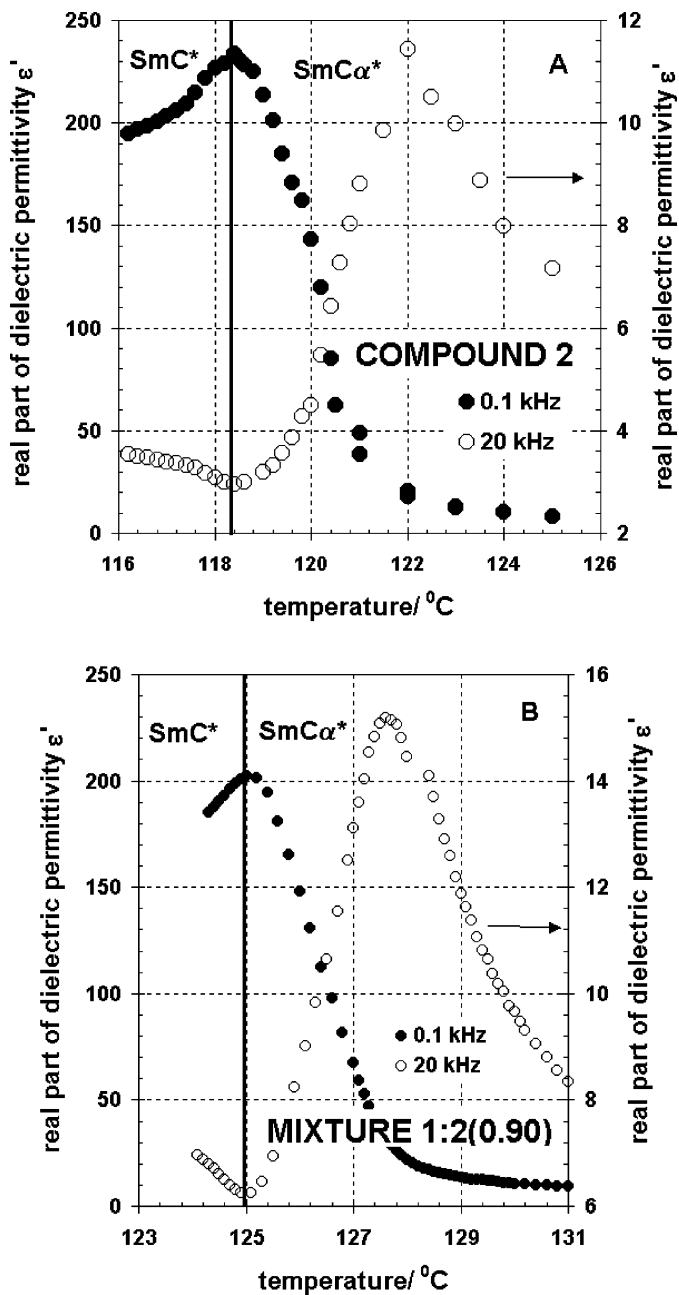 A
SmC*
SmCα*
real part of dielectric permittivity ε'
250
200
150
100
50
0
12
10
8
6
4
2
real part of dielectric permittivity ε'
COMPOUND 2
0.1 kHz
20 kHz
116
118
120
122
124
126
temperature/ ⁰C
B
SmC*
SmCα*
real part of dielectric permittivity ε'
250
200
150
100
50
0
16
14
12
10
8
6
real part of dielectric permittivity ε'
0.1 kHz
20 kHz
MIXTURE 1:2(0.90)
123
125
127
129
131
temperature/ ⁰C